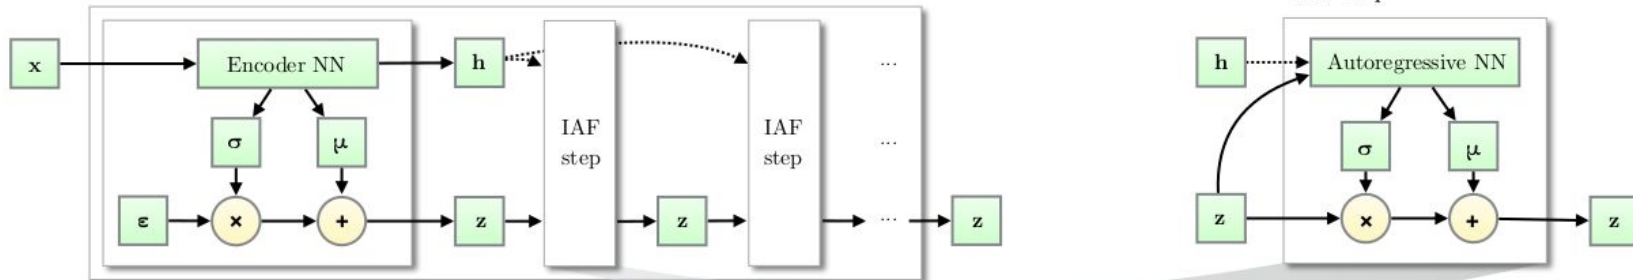 x
Encoder NN
h
...
h
Autoregressive NN
σ
μ
IAF
step
IAF
step
...
σ
μ
ε
×
+
z
z
...
z
z
×
+
z